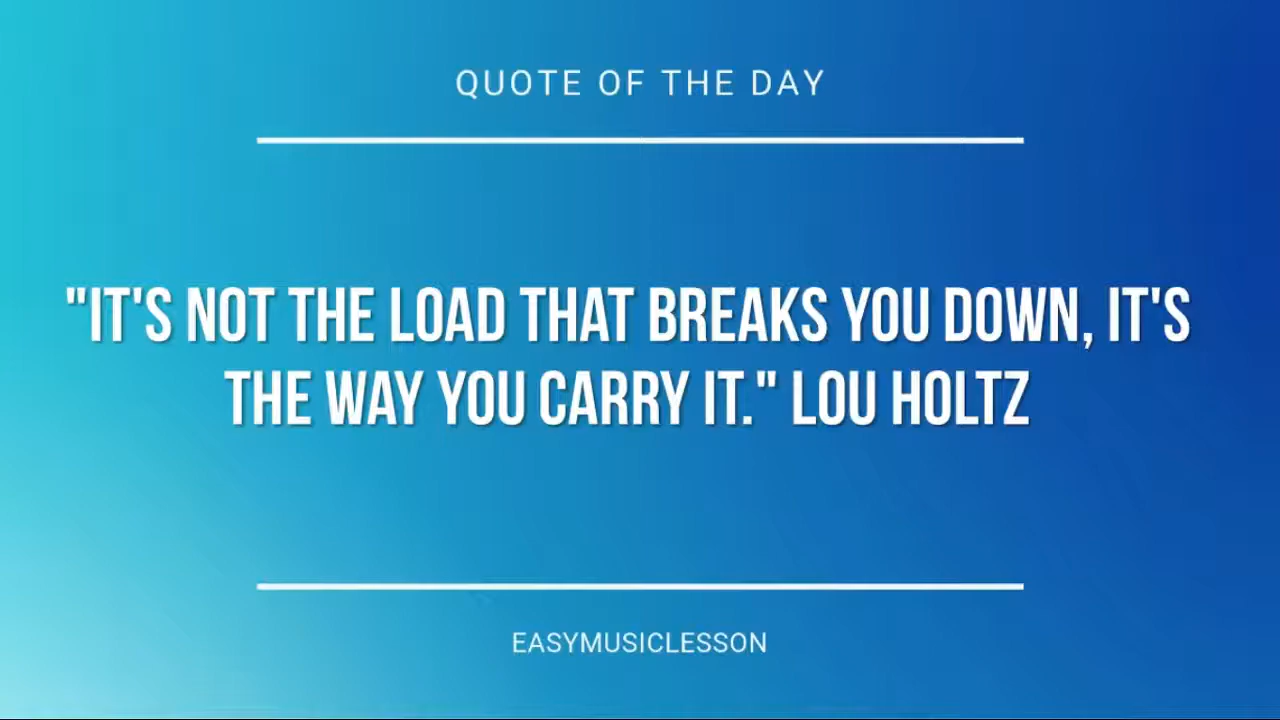 QUOTE OF THE DAY
"IT'S NOT THE LOAD THAT BREAKS YOU DOWN, IT'S
THE WAY YOU CARRY IT." LOU HOLTZ
EASYMUSICLESSON